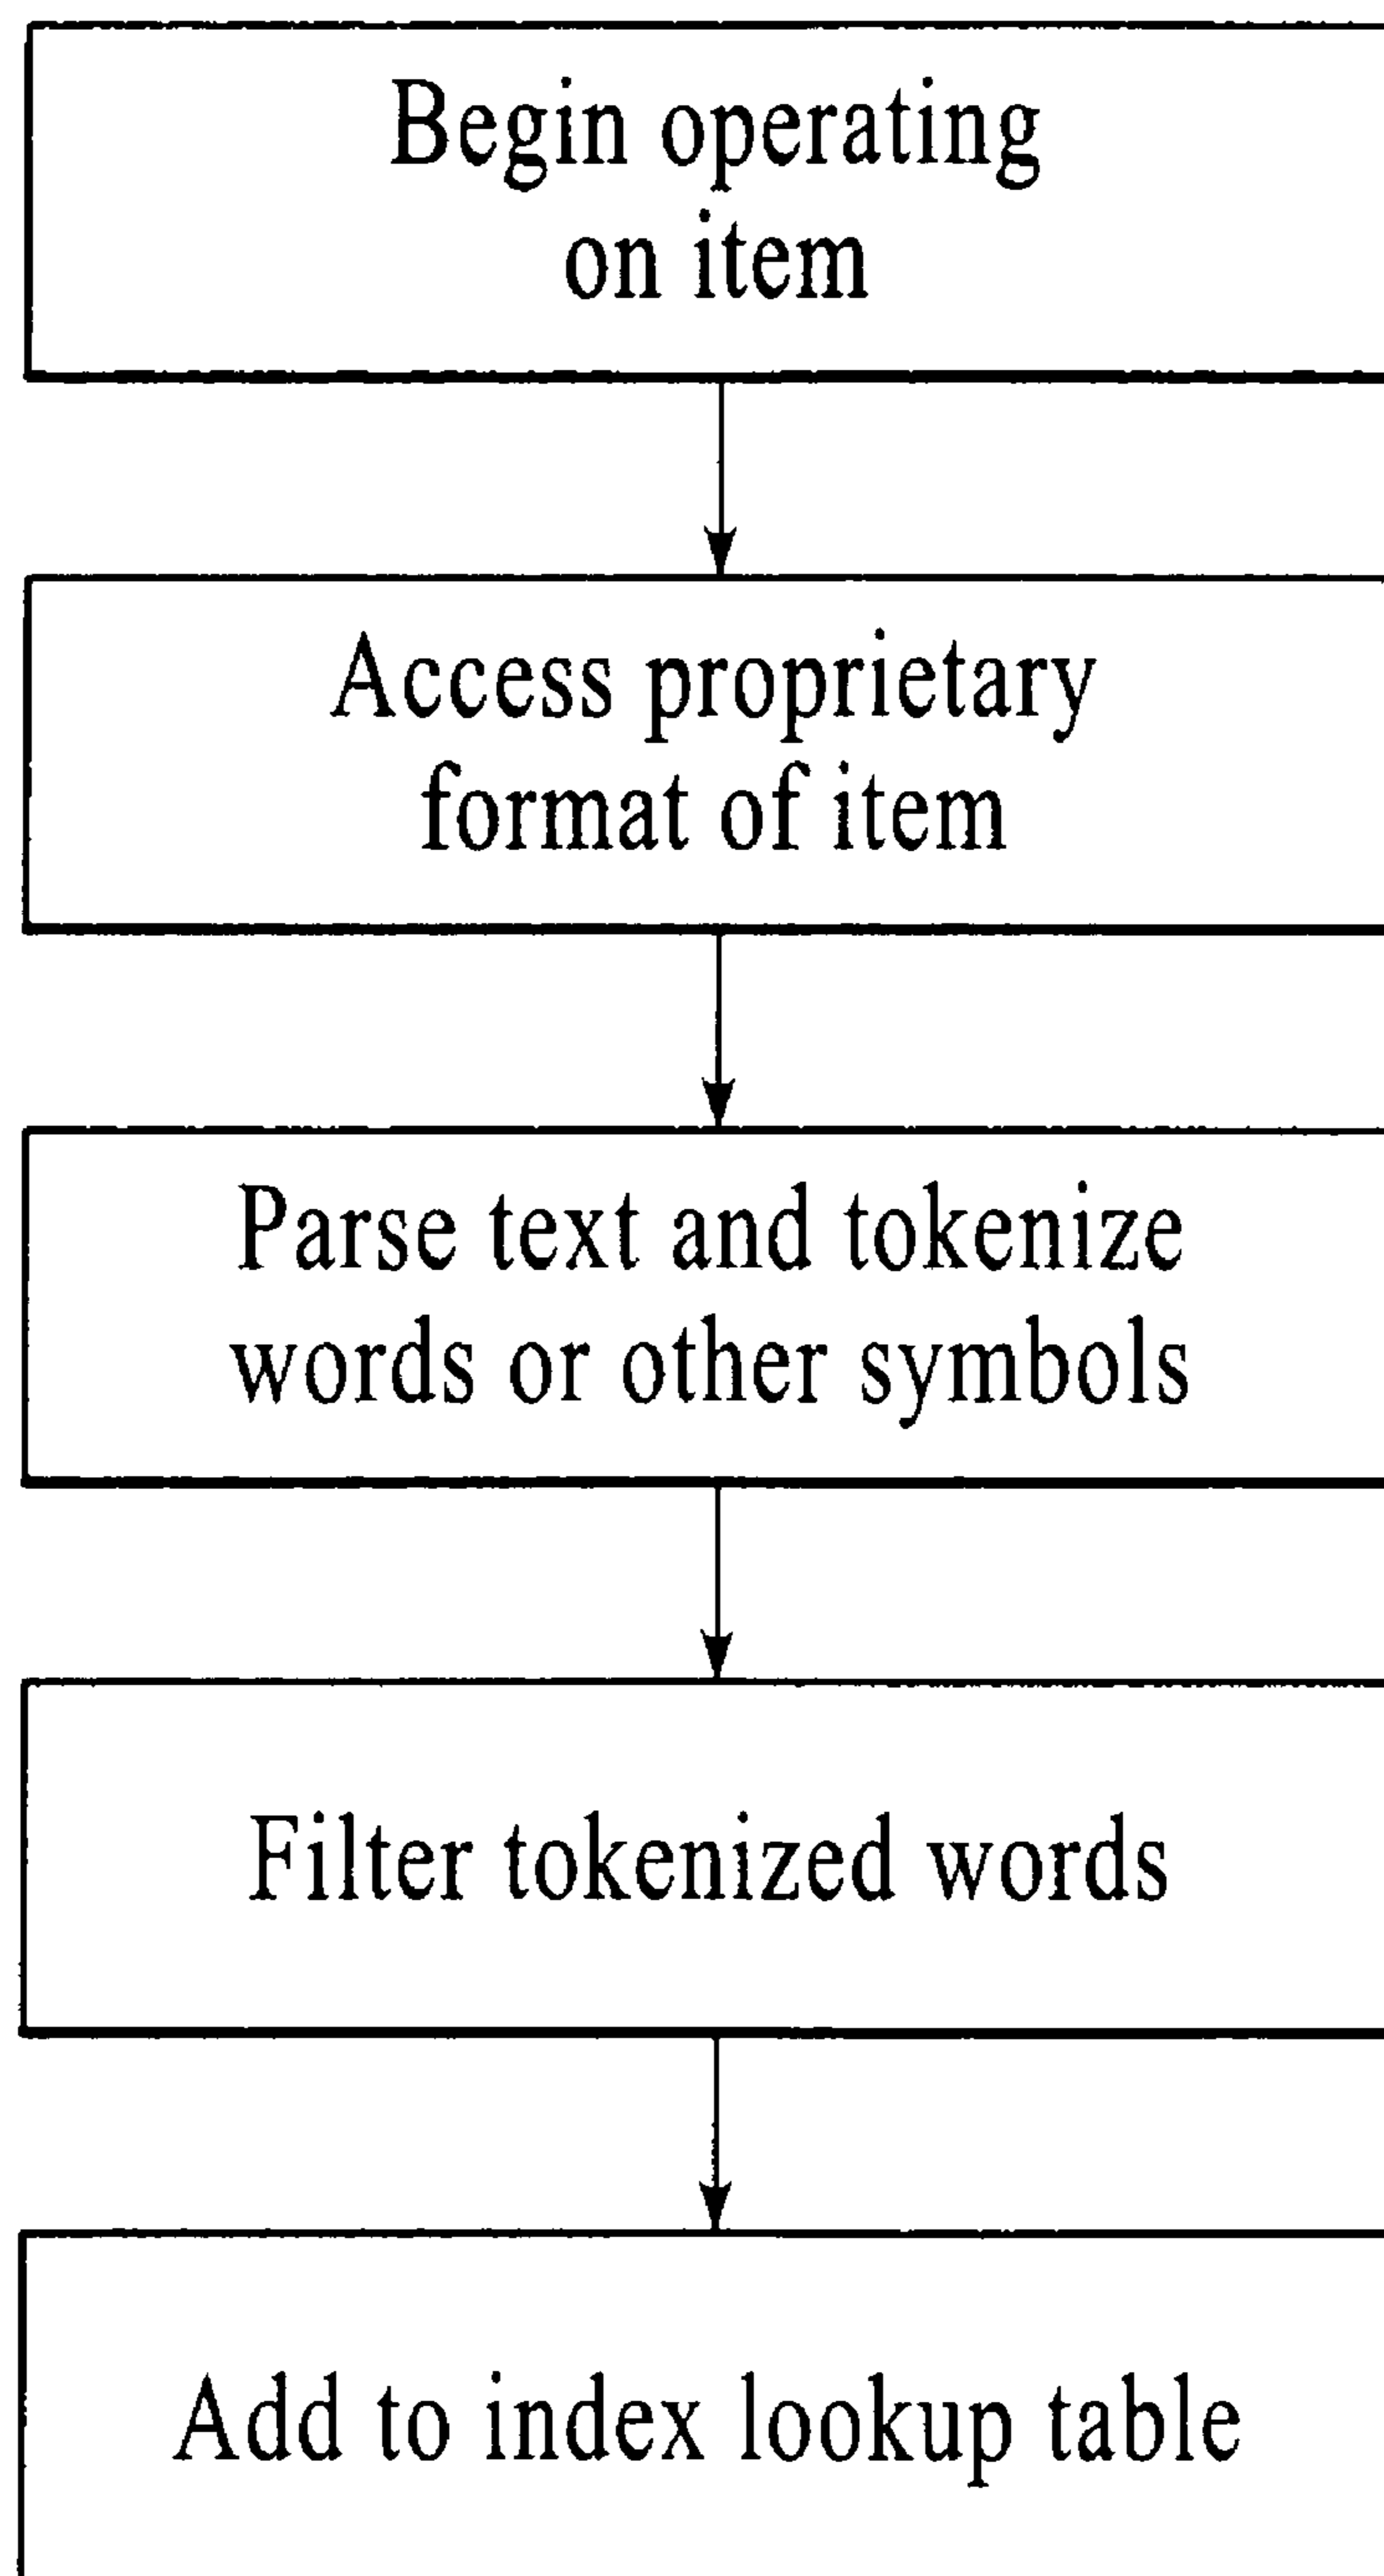 Begin operating
on item
Access proprietary
format of item
Parse text and tokenize
words or other symbols
Filter tokenized words
Add to index lookup table